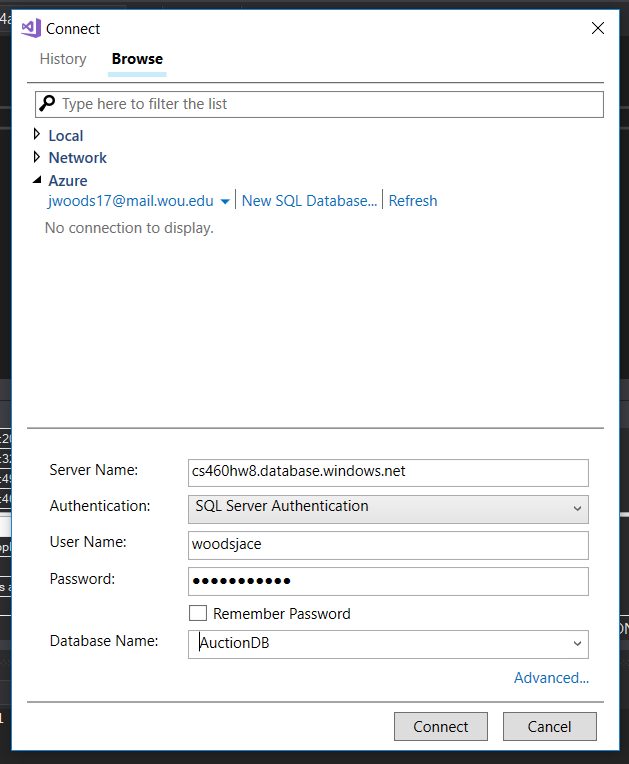 Connect
History Browse
Type here to filter the list
Local
Network
Azure
jwoods17@mail.wou.edu New SQL Database... Refresh
No connection to display.
Server Name: cs460hw8.database.windows.net
Authentication: SQL Server Authentication
User Name: woodsjace
Password: ●●●●●●●●●●●
Remember Password
Database Name: AuctionDB
Advanced...
Connect Cancel